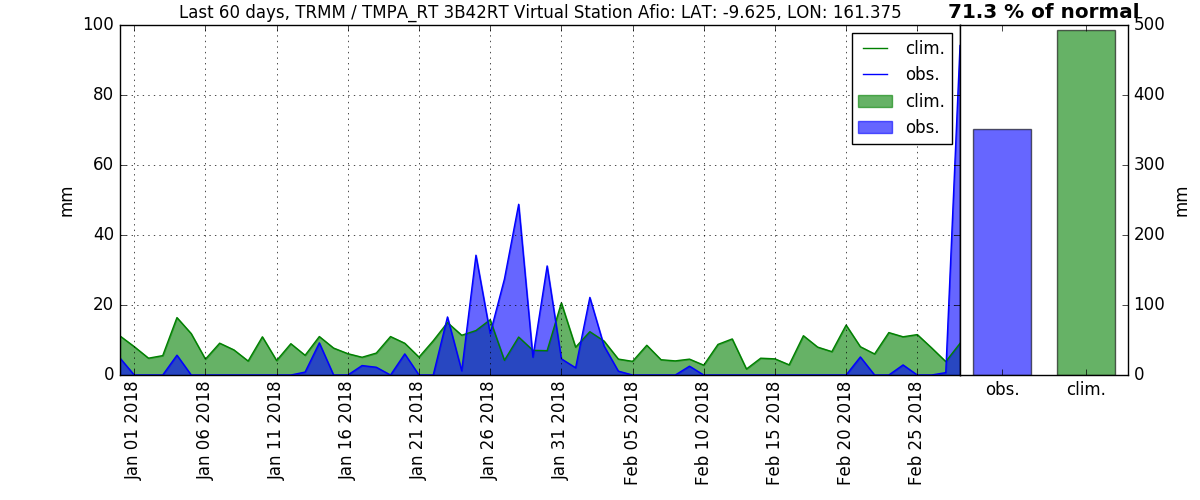 Last 60 days, TRMM / TMPA_RT 3B42RT Virtual Station Afio: LAT: -9.625, LON: 161.375
71.3 % of normal
100
80
60
40
20
0
mm
clim.
obs.
clim.
obs.
500
400
300
200
100
0
mm
obs.
clim.
Jan 01 2018
Jan 06 2018
Jan 11 2018
Jan 16 2018
Jan 21 2018
Jan 26 2018
Jan 31 2018
Feb 05 2018
Feb 10 2018
Feb 15 2018
Feb 20 2018
Feb 25 2018